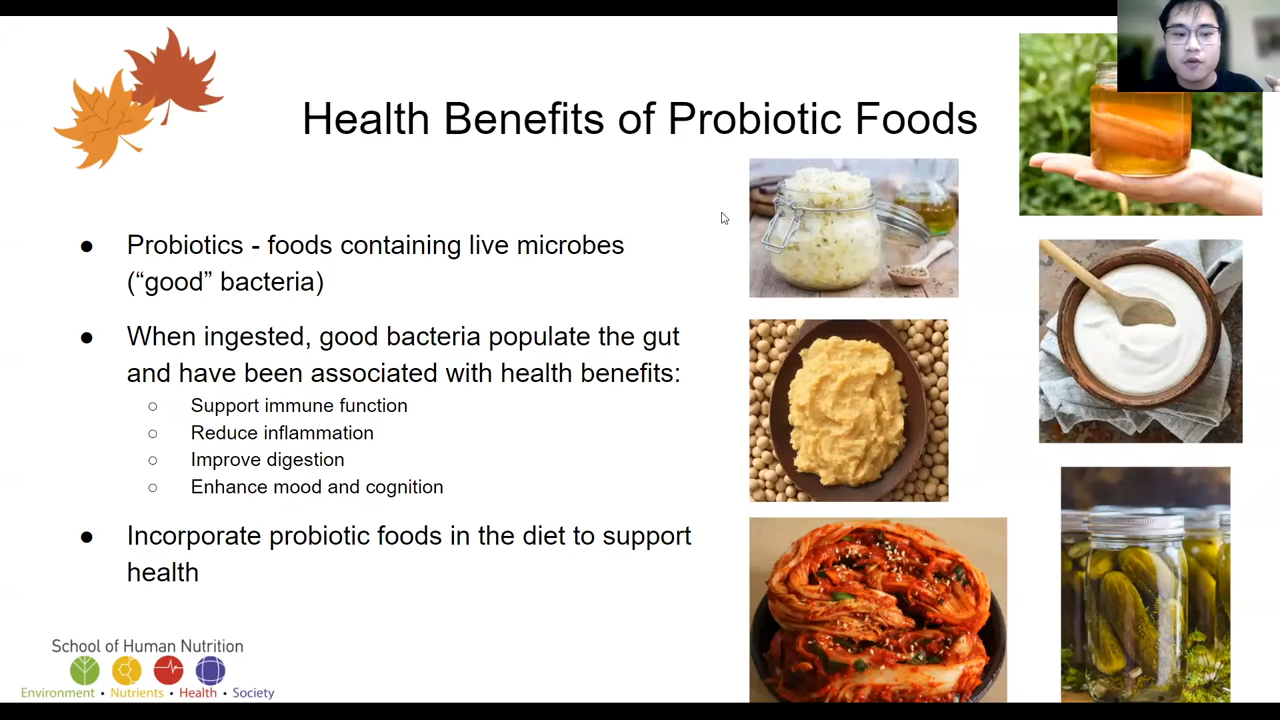 Health Benefits of Probiotic Foods
● Probiotics - foods containing live microbes
(“good” bacteria)
● When ingested, good bacteria populate the gut
and have been associated with health benefits:
○ Support immune function
○ Reduce inflammation
○ Improve digestion
○ Enhance mood and cognition
● Incorporate probiotic foods in the diet to support
health
School of Human Nutrition
Environment • Nutrients • Health • Society